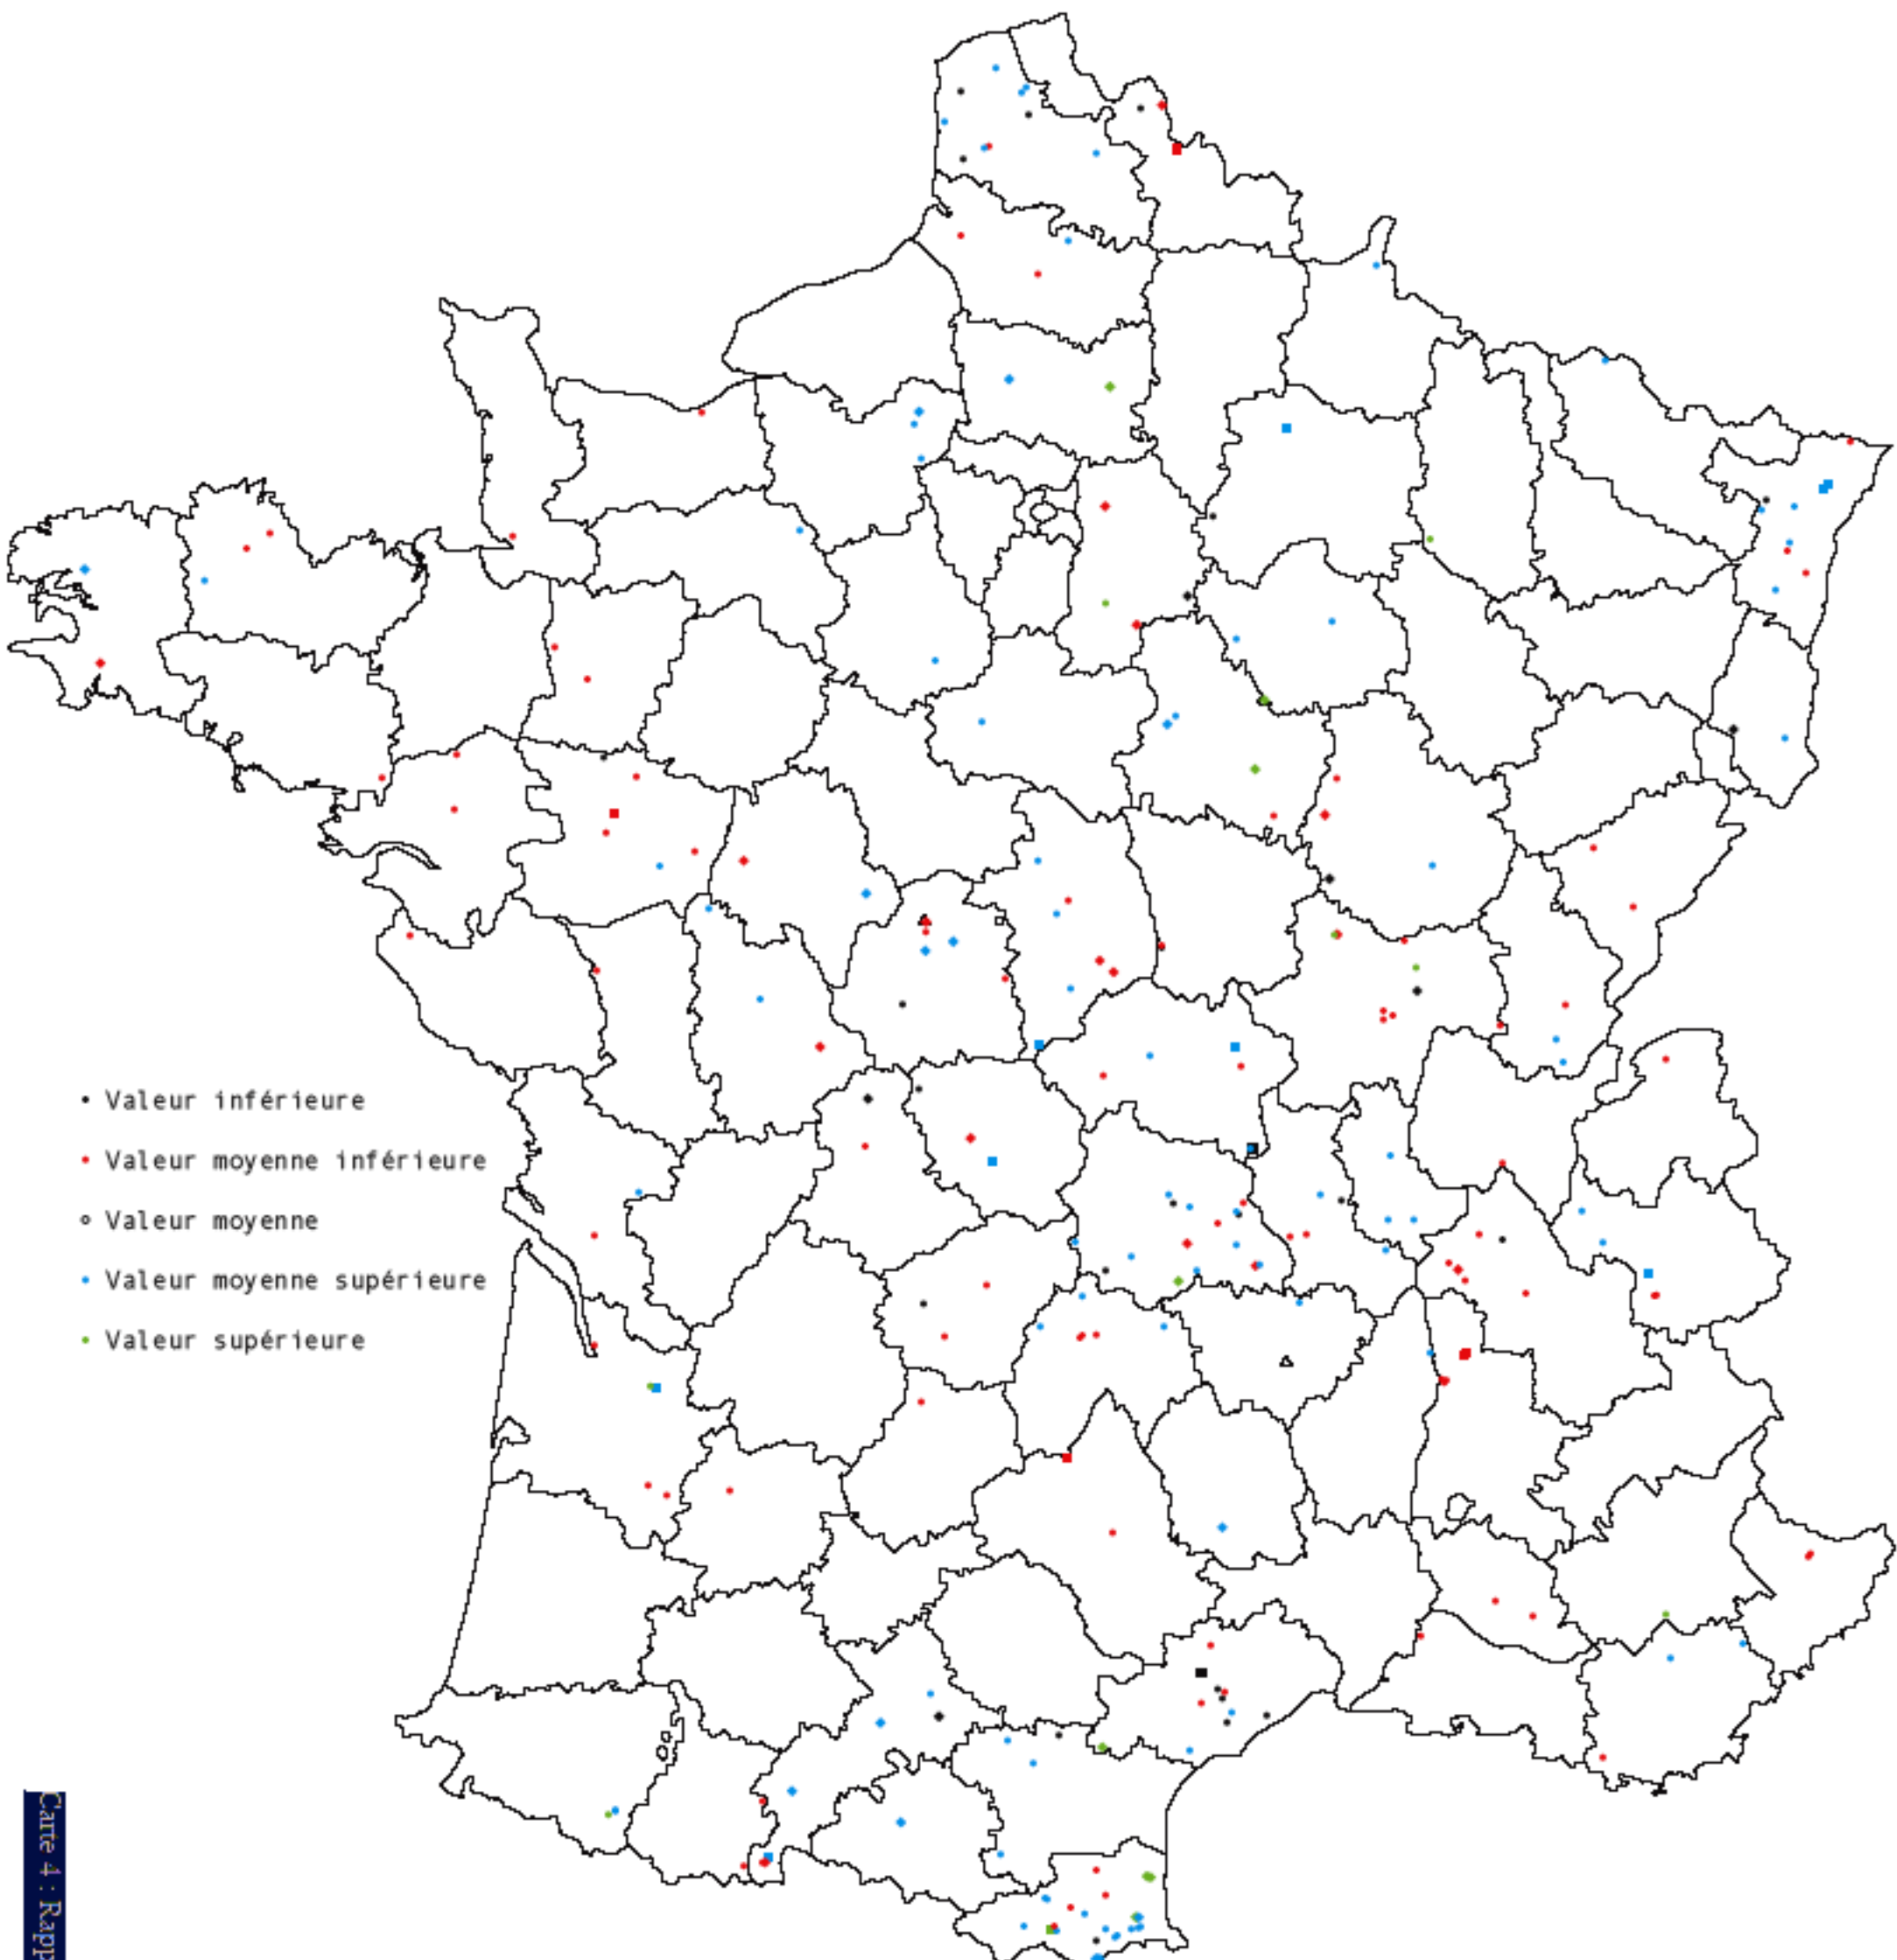 Valeur inférieure
Valeur moyenne inférieure
Valeur moyenne
Valeur moyenne supérieure
Valeur supérieure
Carte 4 : Rapp